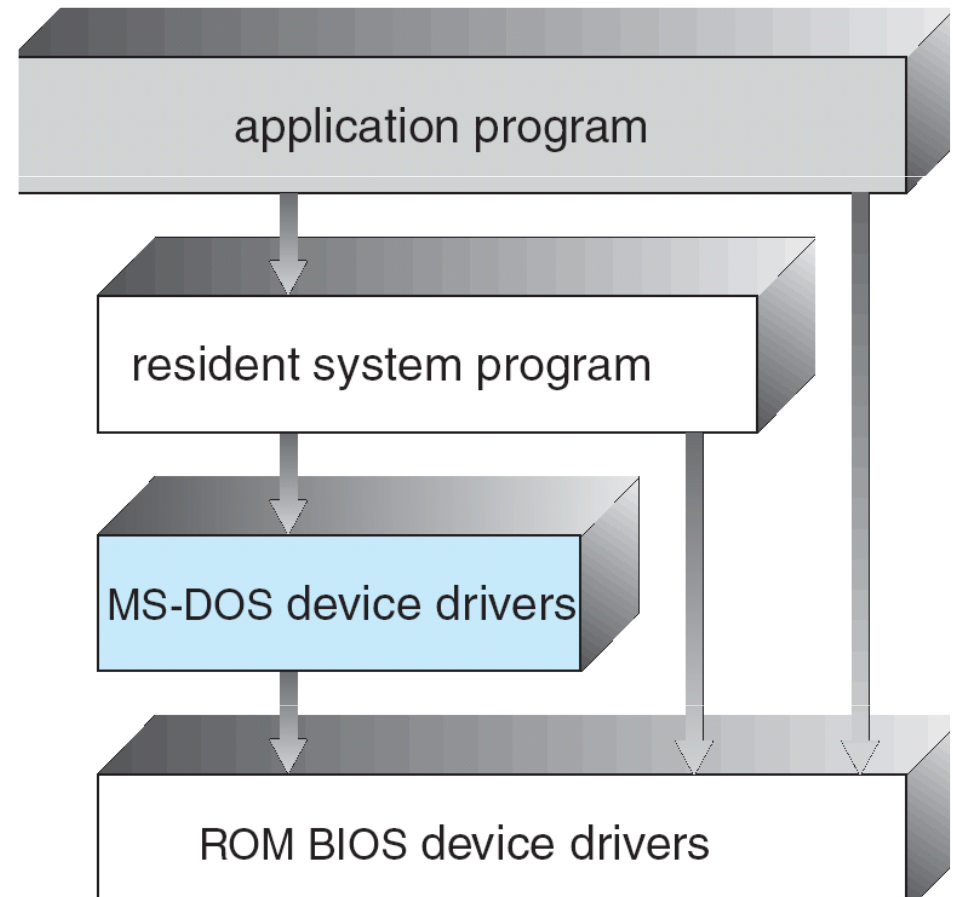 application program
resident system program
MS-DOS device drivers
ROM BIOS device drivers